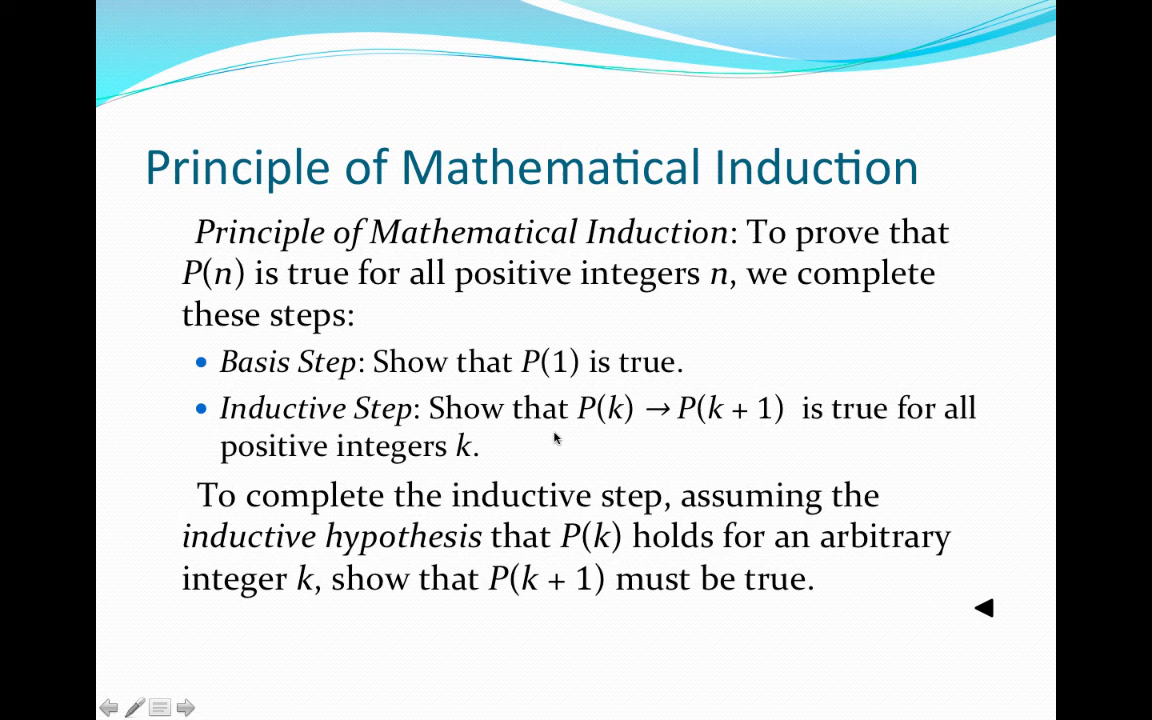 Principle of Mathematical Induction
Principle of Mathematical Induction: To prove that
P(n) is true for all positive integers n, we complete
these steps:
• Basis Step: Show that P(1) is true.
• Inductive Step: Show that P(k) → P(k + 1) is true for all
positive integers k.
To complete the inductive step, assuming the
inductive hypothesis that P(k) holds for an arbitrary
integer k, show that P(k + 1) must be true.